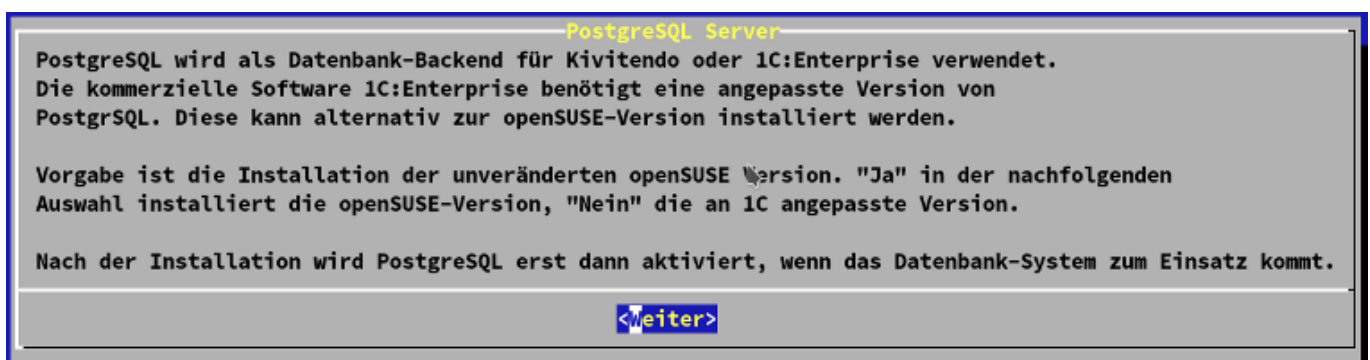 PostgreSQL Server
PostgreSQL wird als Datenbank-Backend für Kivitendo oder 1C:Enterprise verwendet.
Die kommerzielle Software 1C:Enterprise benötigt eine angepasste Version von
PostgrSQL. Diese kann alternativ zur openSUSE-Version installiert werden.
Vorgabe ist die Installation der unveränderten openSUSE Version. "Ja" in der nachfolgenden
Auswahl installiert die openSUSE-Version, "Nein" die an 1C angepasste Version.
Nach der Installation wird PostgreSQL erst dann aktiviert, wenn das Datenbank-System zum Einsatz kommt.
<Weiter>